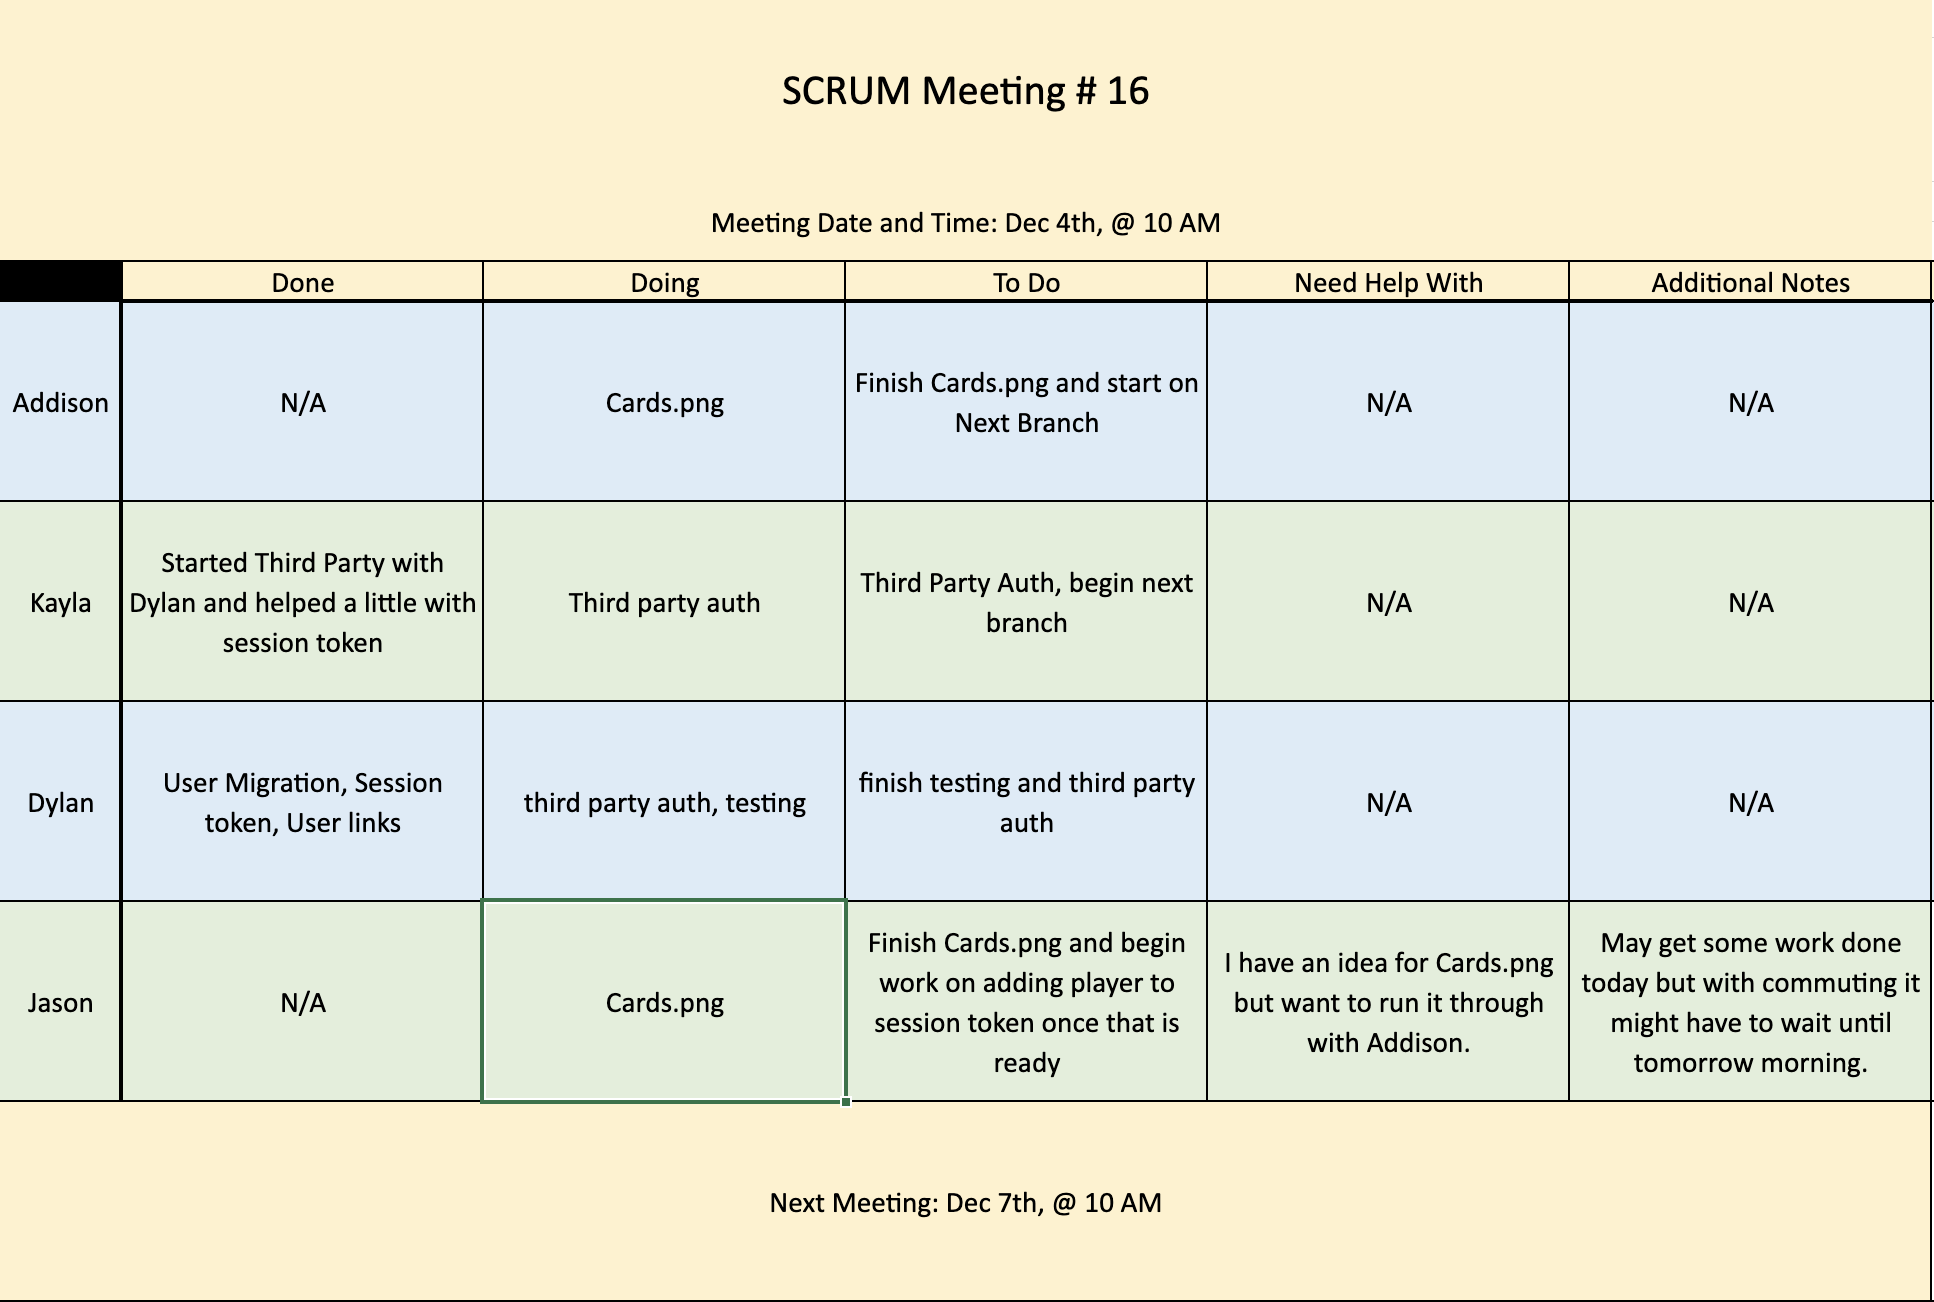 SCRUM Meeting # 16
Meeting Date and Time: Dec 4th, @ 10 AM
Done
Doing
To Do
Need Help With
Additional Notes
Addison
N/A
Cards.png
Finish Cards.png and start on
Next Branch
N/A
N/A
Kayla
Started Third Party with
Dylan and helped a little with
session token
Third party auth
Third Party Auth, begin next
branch
N/A
N/A
Dylan
User Migration, Session
token, User links
third party auth, testing
finish testing and third party
auth
N/A
N/A
Jason
N/A
Cards.png
Finish Cards.png and begin
work on adding player to
session token once that is
ready
I have an idea for Cards.png
but want to run it through
with Addison.
May get some work done
today but with commuting it
might have to wait until
tomorrow morning.
Next Meeting: Dec 7th, @ 10 AM